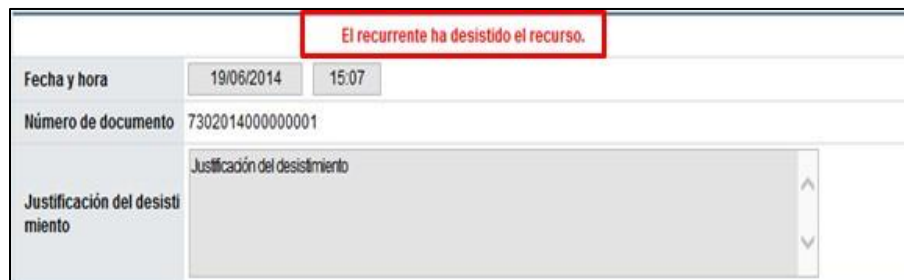 El recurrente ha desistido el recurso.
Fecha y hora 19/06/2014 15:07
Número de documento 7302014000000001
Justificación del desisti
miento
Justificación del desistimiento